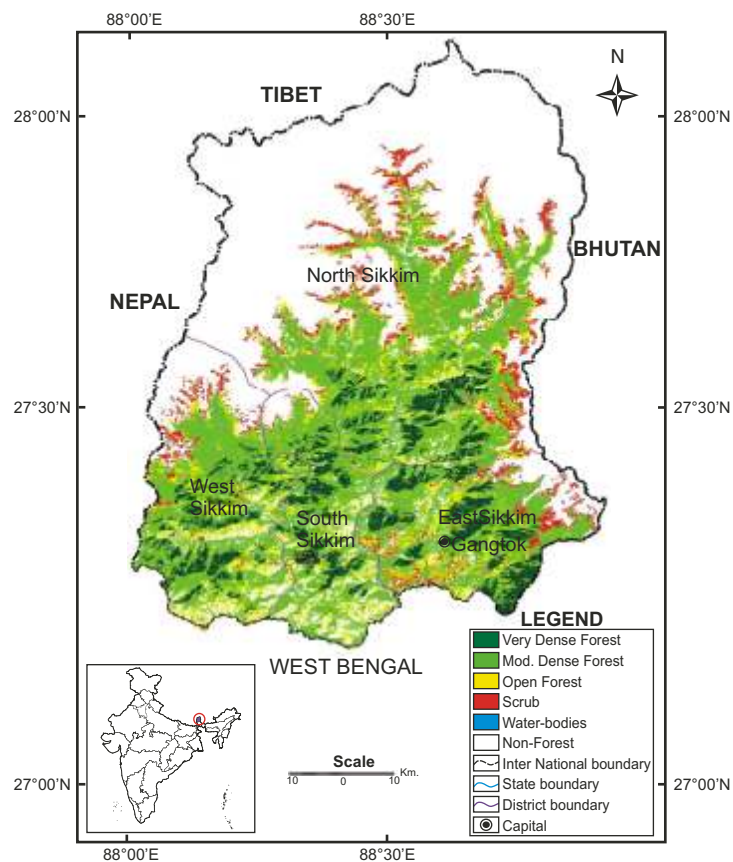 88°00'E 88°30'E
N
TIBET
28°00'N 28°00'N
BHUTAN
North Sikkim
NEPAL
27°30'N 27°30'N
West
Sikkim
South
Sikkim
EastSikkim
Gangtok
LEGEND
Very Dense Forest
Mod. Dense Forest
Open Forest
Scrub
Water-bodies
Non-Forest
Inter National boundary
State boundary
District boundary
Capital
WEST BENGAL
Scale
10 0 10 Km.
27°00'N 27°00'N
88°00'E 88°30'E